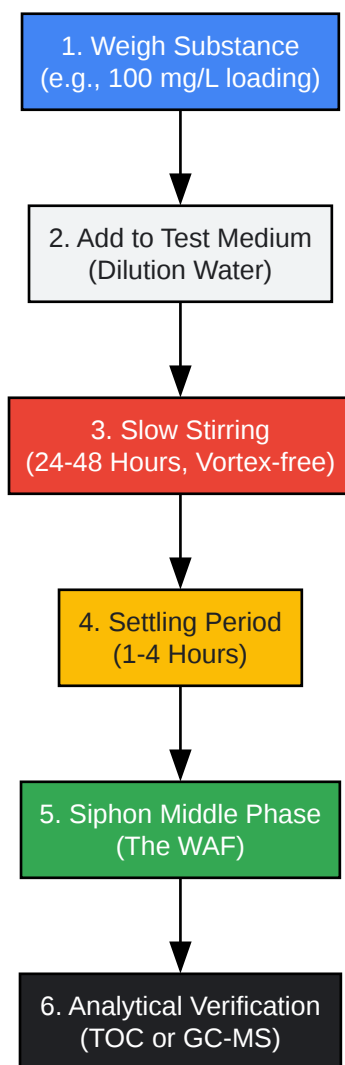 1. Weigh Substance
(e.g., 100 mg/L loading)
2. Add to Test Medium
(Dilution Water)
3. Slow Stirring
(24-48 Hours, Vortex-free)
4. Settling Period
(1-4 Hours)
5. Siphon Middle Phase
(The WAF)
6. Analytical Verification
(TOC or GC-MS)